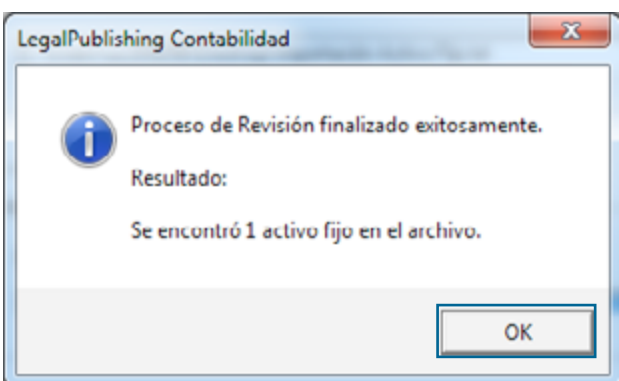 LegalPublishing Contabilidad
Proceso de Revisión finalizado exitosamente.
Resultado:
Se encontró 1 activo fijo en el archivo.
OK